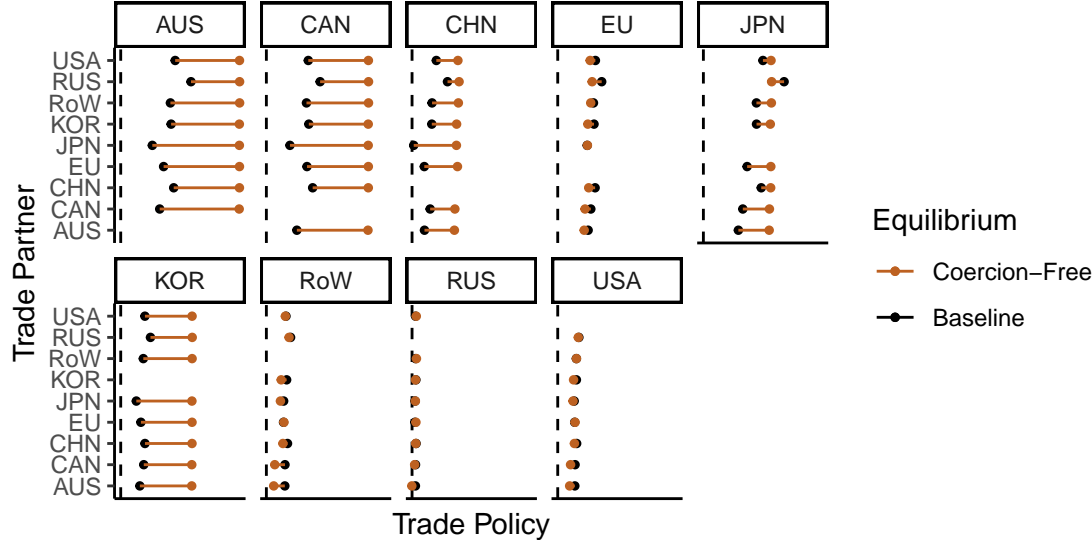 AUS CAN CHN EU JPN
USA
RUS
RoW
KOR
JPN
EU
CHN
CAN
AUS
KOR RoW RUS USA
USA
RUS
RoW
KOR
JPN
EU
CHN
CAN
AUS
Trade Partner
Trade Policy
Equilibrium
Coercion−Free
Baseline